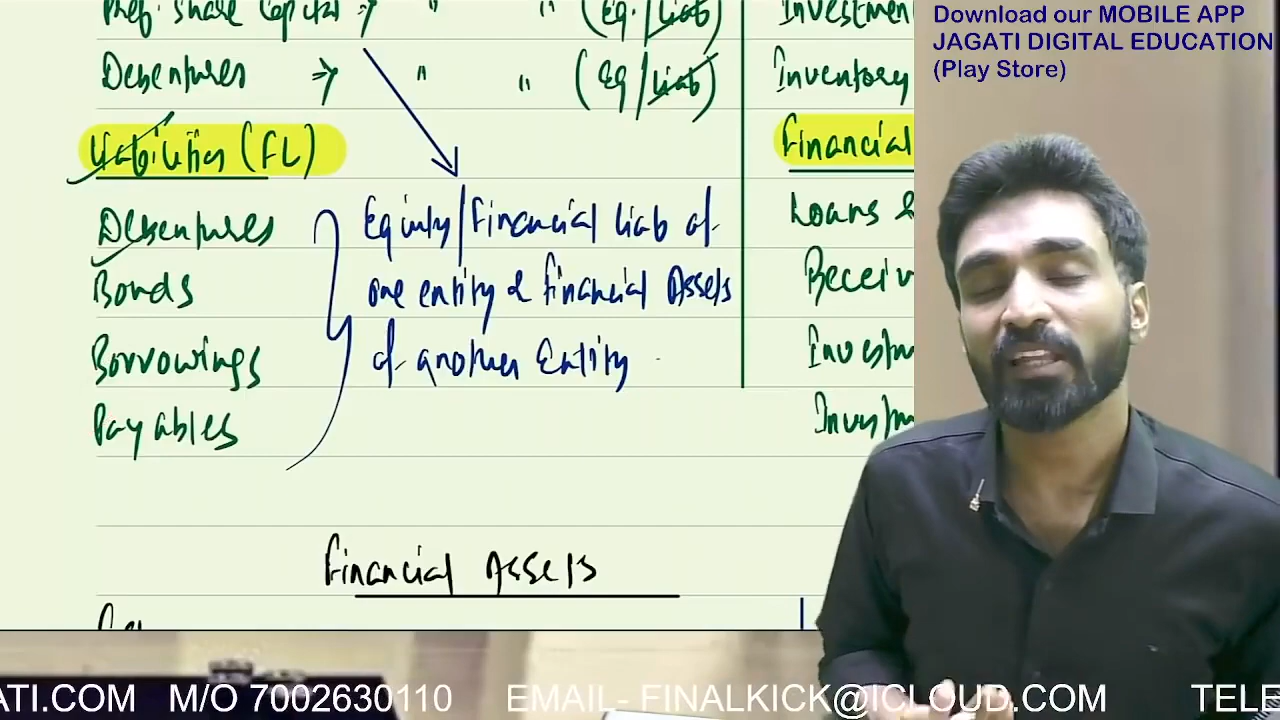 Pref. Share Capital ⇒ " " (Eq./Liab)
Debentures ⇒ " " (Eq/Liab)
Liabilities (FL)
Debentures
Bonds
Borrowings
Payables
Equity/Financial Liab of
one entity & Financial Assets
of another Entity
Investmen
Inventory
Financial
Loans &
Receiv
Investm
Investm
Financial Assets
Download our MOBILE APP
JAGATI DIGITAL EDUCATION
(Play Store)
ATI.COM M/O 7002630110 EMAIL- FINALKICK@ICLOUD.COM TELE